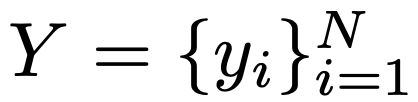 Y = \{y_i\}_{i=1}^{N}